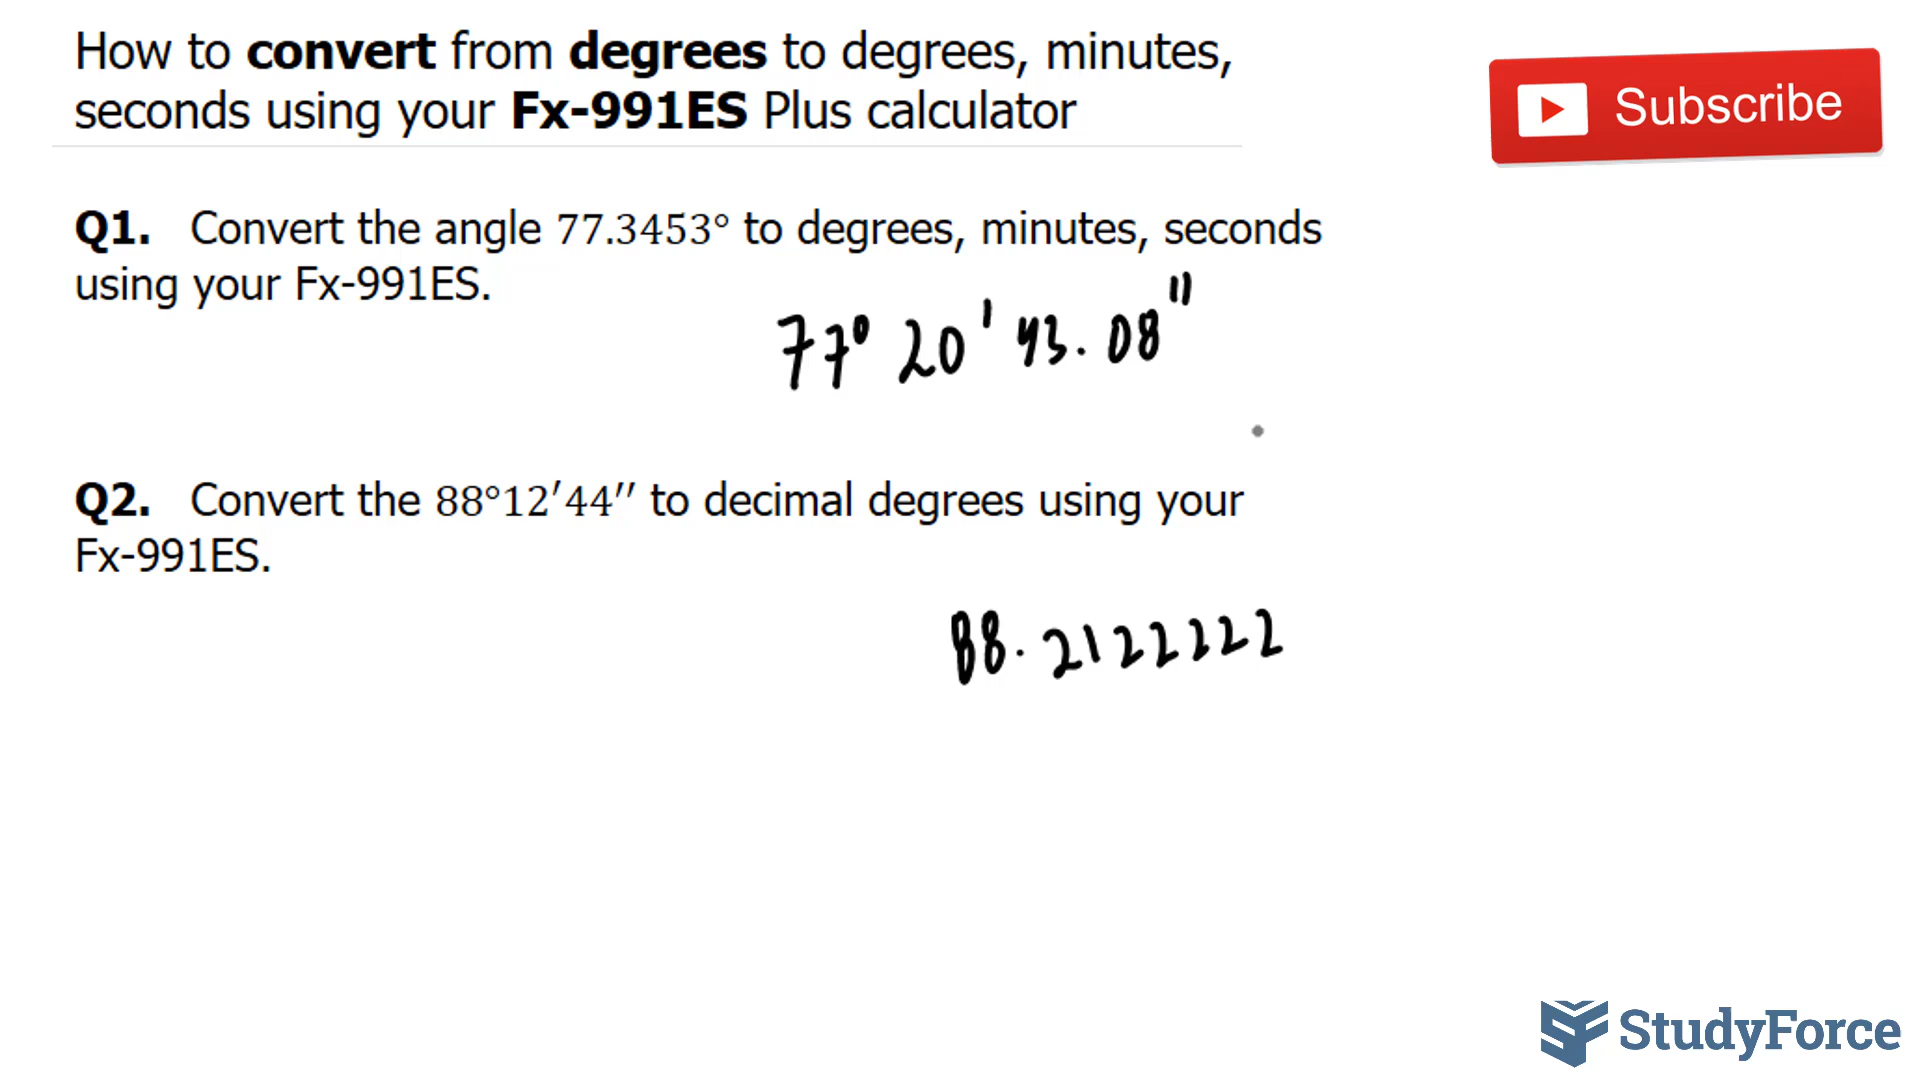 How to convert from degrees to degrees, minutes,
seconds using your Fx-991ES Plus calculator
Subscribe
Q1. Convert the angle 77.3453° to degrees, minutes, seconds
using your Fx-991ES.
77° 20' 43.08"
Q2. Convert the 88°12′44′′ to decimal degrees using your
Fx-991ES.
88.2122222
StudyForce